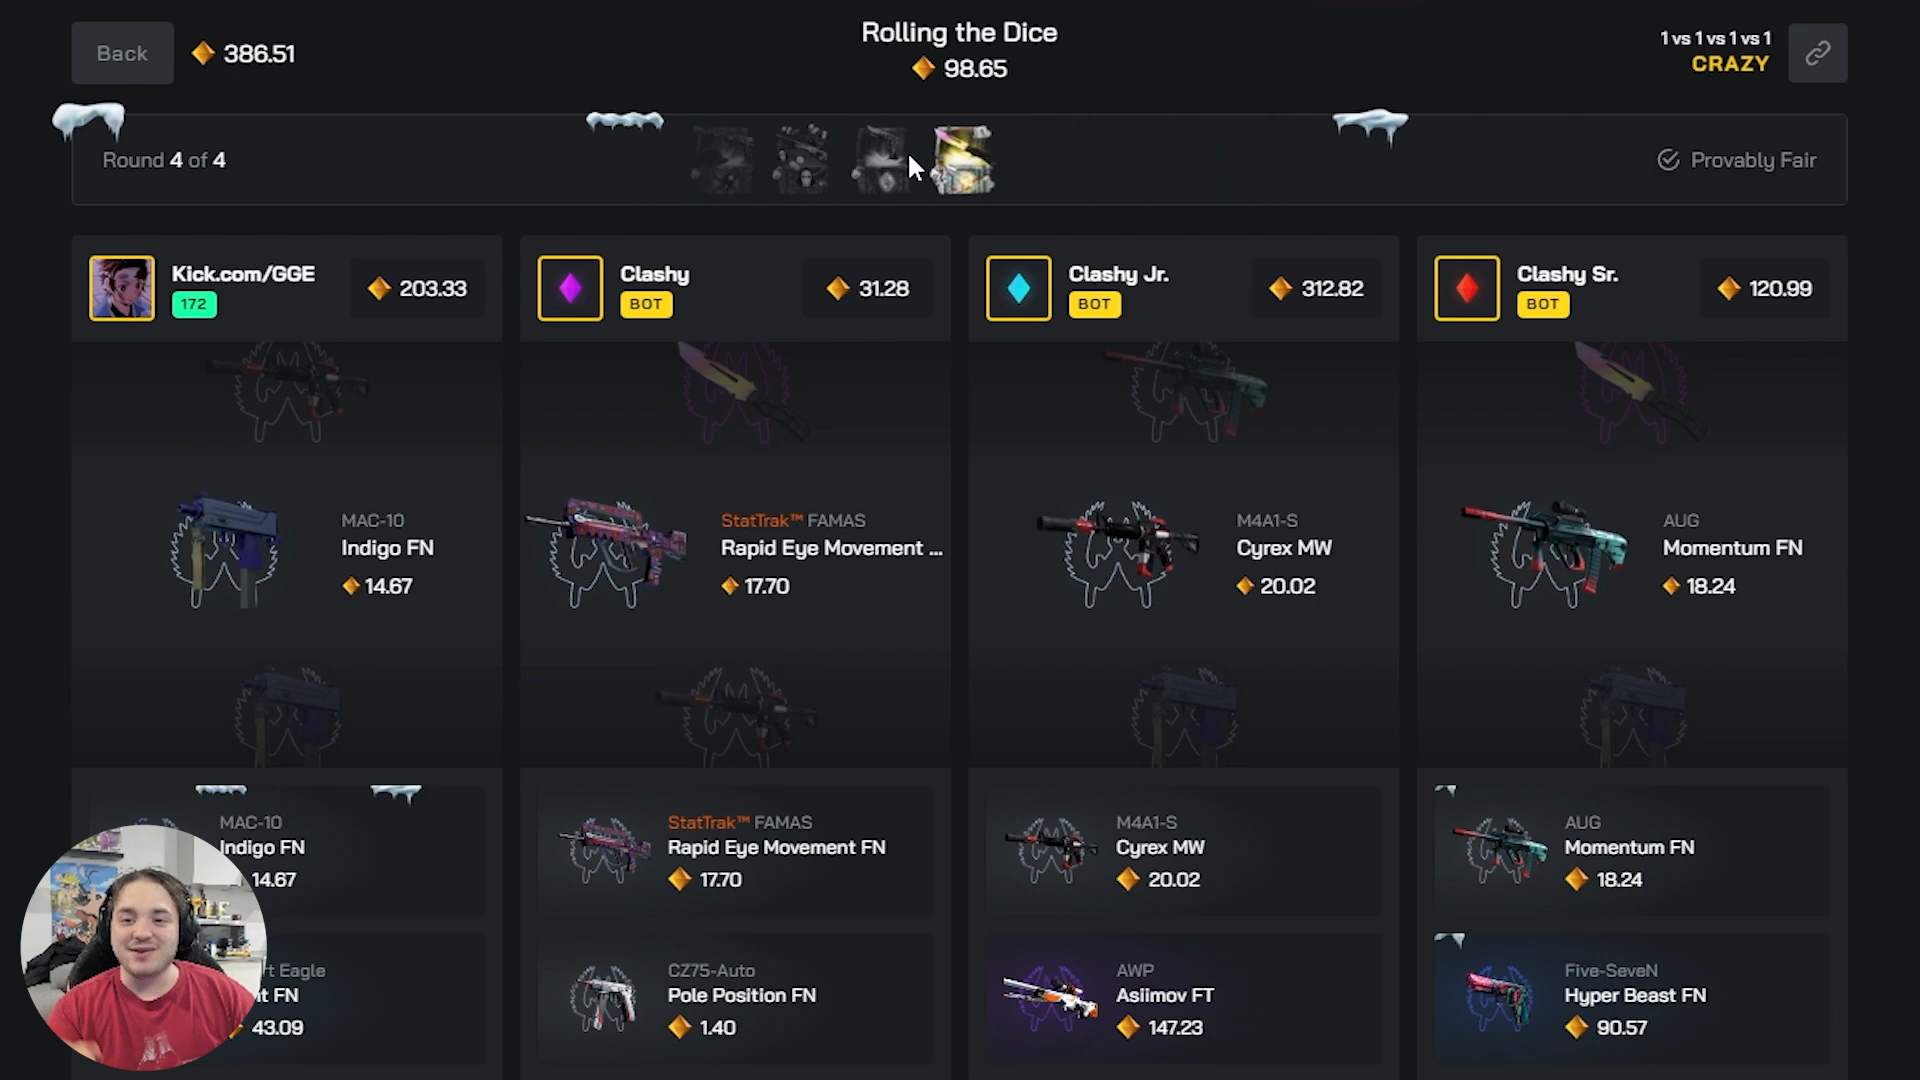 Back
386.51
Rolling the Dice
98.65
1 vs 1 vs 1 vs 1
CRAZY
Round 4 of 4
Provably Fair
Kick.com/GGE
172
203.33
Clashy
BOT
31.28
Clashy Jr.
BOT
312.82
Clashy Sr.
BOT
120.99
MAC-10
Indigo FN
14.67
StatTrak™ FAMAS
Rapid Eye Movement ...
17.70
M4A1-S
Cyrex MW
20.02
AUG
Momentum FN
18.24
MAC-10
Indigo FN
14.67
StatTrak™ FAMAS
Rapid Eye Movement FN
17.70
M4A1-S
Cyrex MW
20.02
AUG
Momentum FN
18.24
Eagle
FN
43.09
CZ75-Auto
Pole Position FN
1.40
AWP
Asiimov FT
147.23
Five-SeveN
Hyper Beast FN
90.57